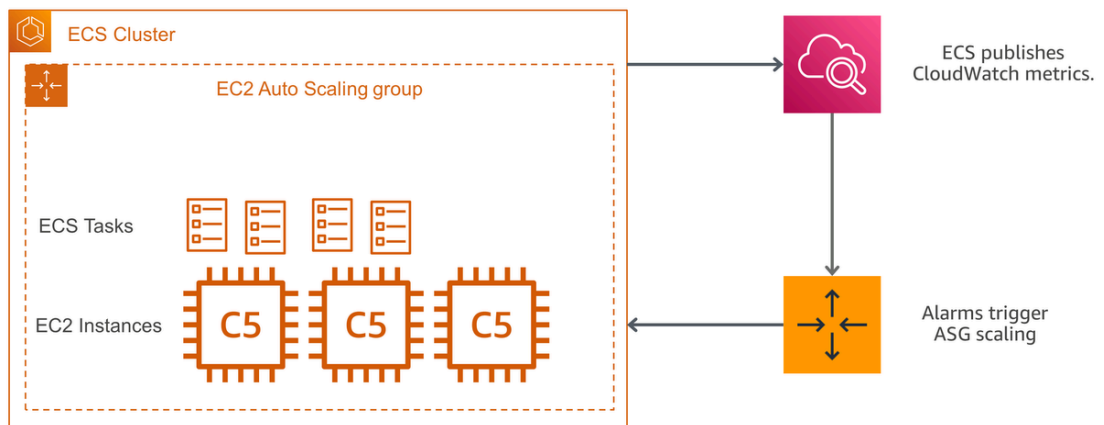 ECS Cluster
EC2 Auto Scaling group
ECS publishes
CloudWatch metrics.
ECS Tasks
EC2 Instances
C5
C5
C5
Alarms trigger
ASG scaling